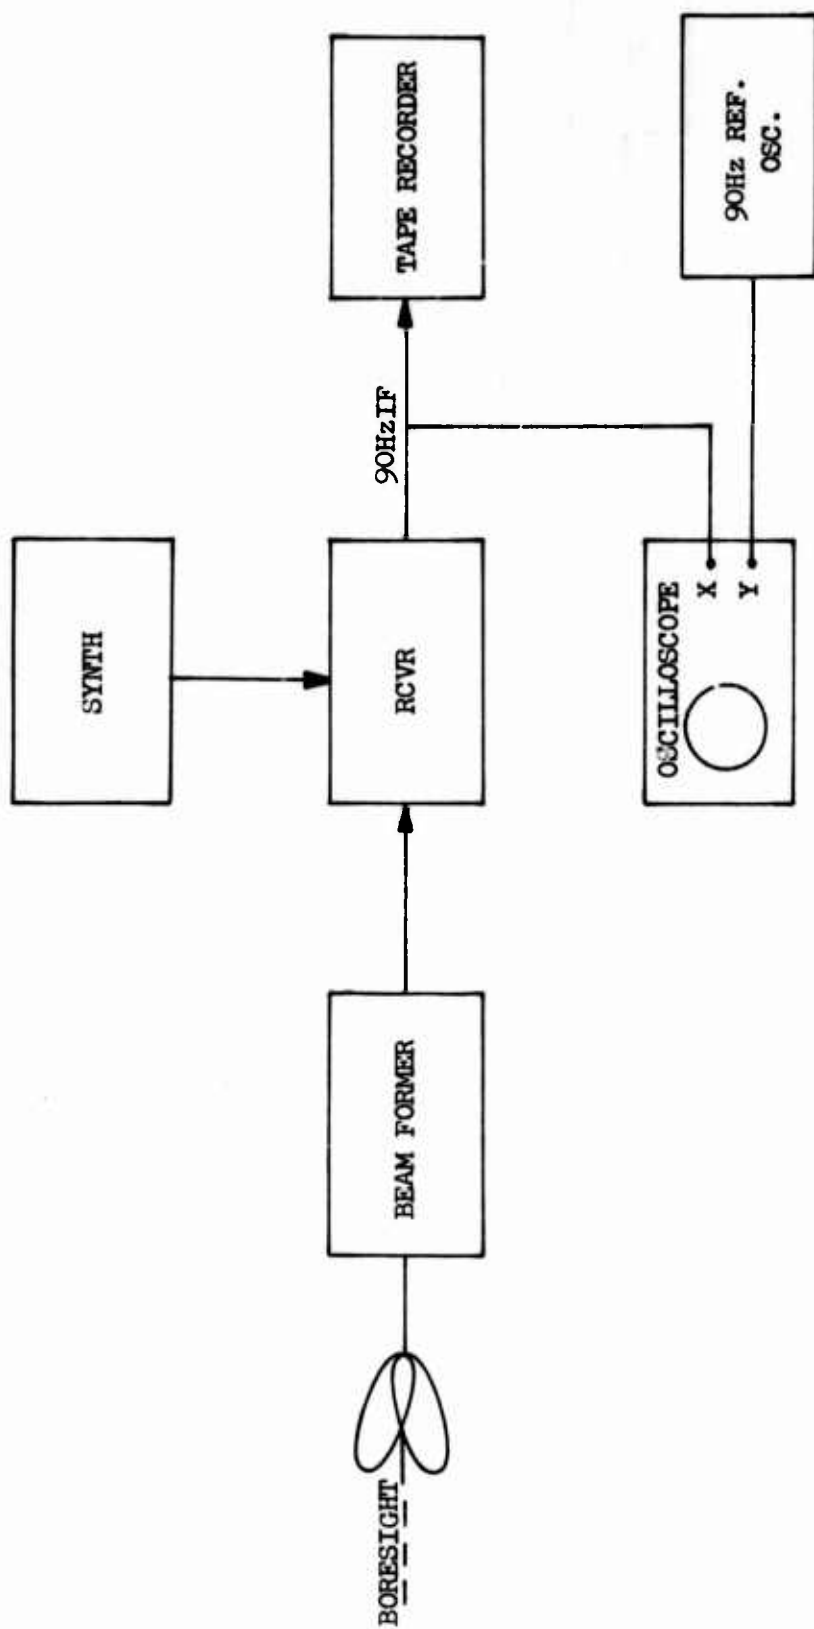 SYNTH
BORESIGHT
BEAM FORMER
RCVR
90HzIF
TAPE RECORDER
OSCILLOSCOPE
X
Y
90Hz REF.
OSC.